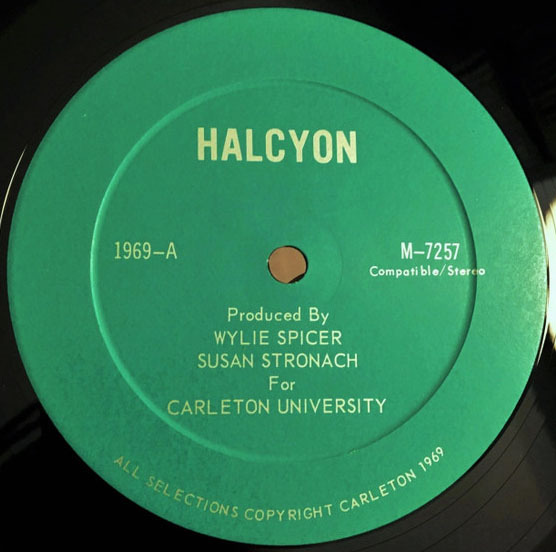 HALCYON
1969-A
M-7257
Compatible/Stereo
Produced By
WYLIE SPICER
SUSAN STRONACH
For
CARLETON UNIVERSITY
ALL SELECTIONS COPYRIGHT CARLETON 1969